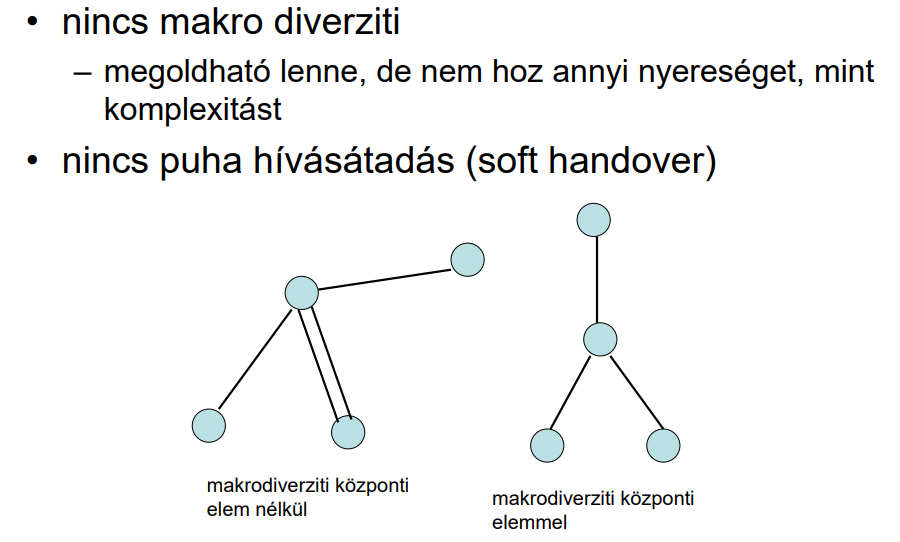 • nincs makro diverziti
– megoldható lenne, de nem hoz annyi nyereséget, mint
komplexitást
• nincs puha hívásátadás (soft handover)
makrodiverziti központi
elem nélkül
makrodiverziti központi
elemmel